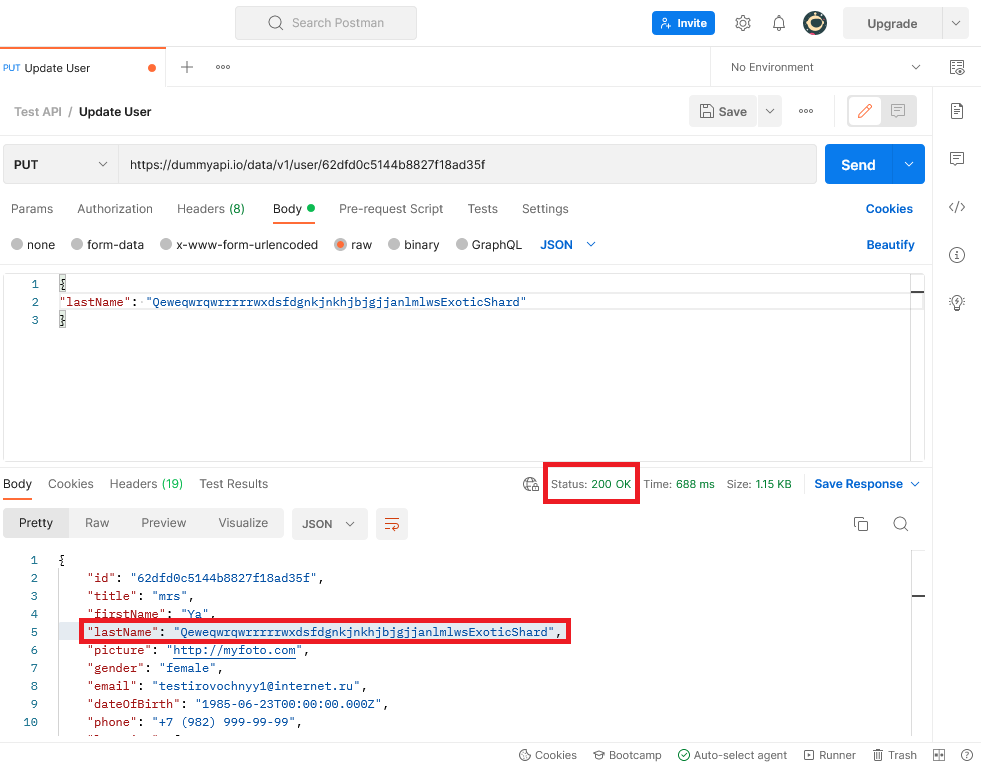 Search Postman
Invite
Upgrade
PUT Update User
No Environment
Test API / Update User
Save
PUT
https://dummyapi.io/data/v1/user/62dfd0c5144b8827f18ad35f
Send
Params Authorization Headers (8) Body Pre-request Script Tests Settings Cookies
none form-data x-www-form-urlencoded raw binary GraphQL JSON Beautify
1 {
2 "lastName": "QeweqwrqwrrrrrwxdsfdgnkjnkhjbjgjjanlmlwsExoticShard"
3 }
Body Cookies Headers (19) Test Results Status: 200 OK Time: 688 ms Size: 1.15 KB Save Response
Pretty Raw Preview Visualize JSON
1 {
2 "id": "62dfd0c5144b8827f18ad35f",
3 "title": "mrs",
4 "firstName": "Ya",
5 "lastName": "QeweqwrqwrrrrrwxdsfdgnkjnkhjbjgjjanlmlwsExoticShard",
6 "picture": "http://myfoto.com",
7 "gender": "female",
8 "email": "testirovochnyy1@internet.ru",
9 "dateOfBirth": "1985-06-23T00:00:00.000Z",
10 "phone": "+7 (982) 999-99-99",
Cookies Bootcamp Auto-select agent Runner Trash